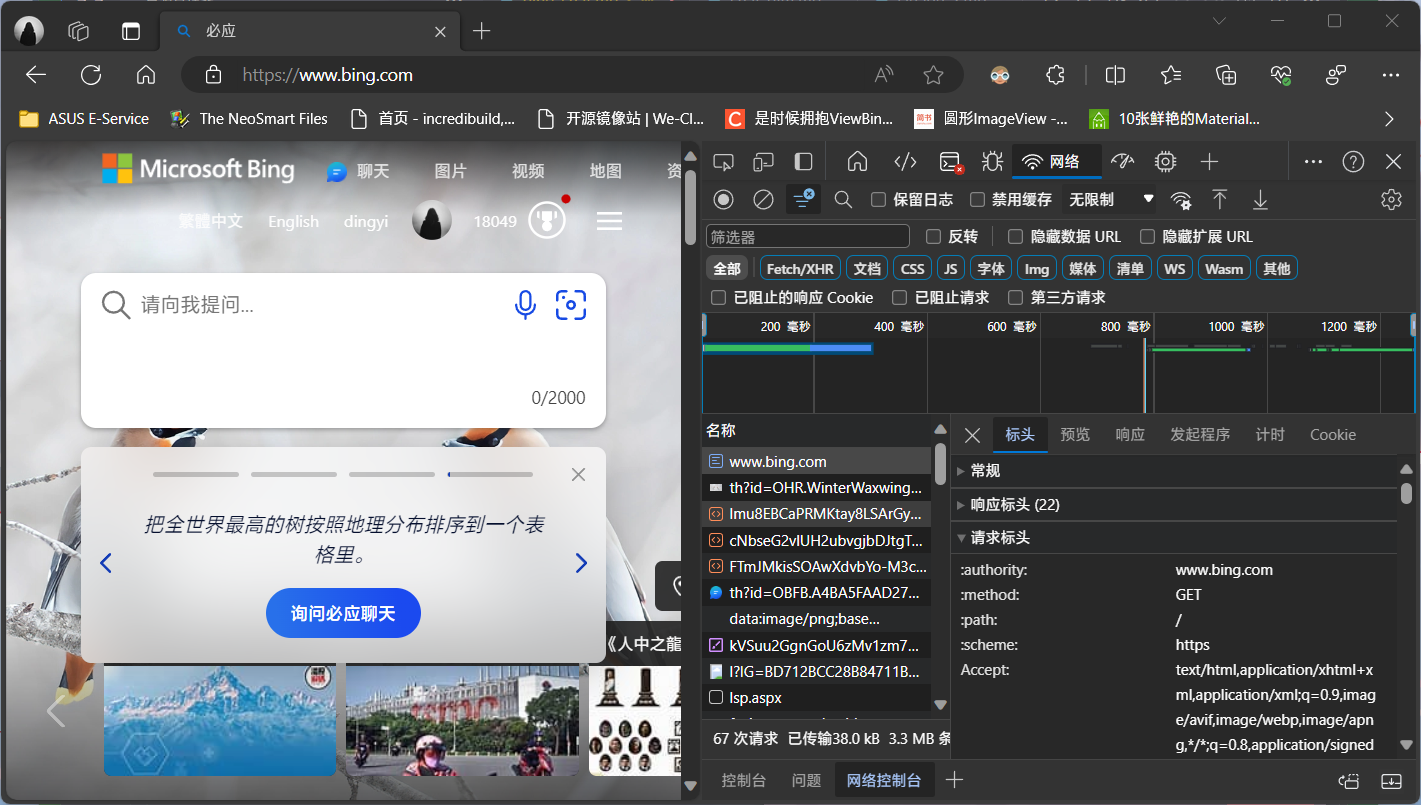 必应
https://www.bing.com
ASUS E-Service
The NeoSmart Files
首页 - incredibuild,...
开源镜像站 | We-Cl...
C
是时候拥抱ViewBin...
简书
圆形ImageView -...
10张鲜艳的Material...
Microsoft Bing
聊天
图片
视频
地图
繁體中文
English
dingyi
18049
请向我提问...
0/2000
把全世界最高的树按照地理分布排序到一个表
格里。
询问必应聊天
《人中之龍
网络
保留日志
禁用缓存
无限制
筛选器
反转
隐藏数据 URL
隐藏扩展 URL
全部
Fetch/XHR
文档
CSS
JS
字体
Img
媒体
清单
WS
Wasm
其他
已阻止的响应 Cookie
已阻止请求
第三方请求
200 毫秒
400 毫秒
600 毫秒
800 毫秒
1000 毫秒
1200 毫秒
名称
www.bing.com
th?id=OHR.WinterWaxwing...
Imu8EBCaPRMKtay8LSArGy...
cNbseG2vlUH2ubvgjbDJtgT...
FTmJMkisSOAwXdvbYo-M3c...
th?id=OBFB.A4BA5FAAD27...
data:image/png;base...
kVSuu2GgnGoU6zMv1zm7...
l?IG=BD712BCC28B84711B...
lsp.aspx
67 次请求
已传输38.0 kB
3.3 MB 条
标头
预览
响应
发起程序
计时
Cookie
常规
响应标头 (22)
请求标头
:authority:
www.bing.com
:method:
GET
:path:
/
:scheme:
https
Accept:
text/html,application/xhtml+x
ml,application/xml;q=0.9,imag
e/avif,image/webp,image/apn
g,*/*;q=0.8,application/signed
控制台
问题
网络控制台